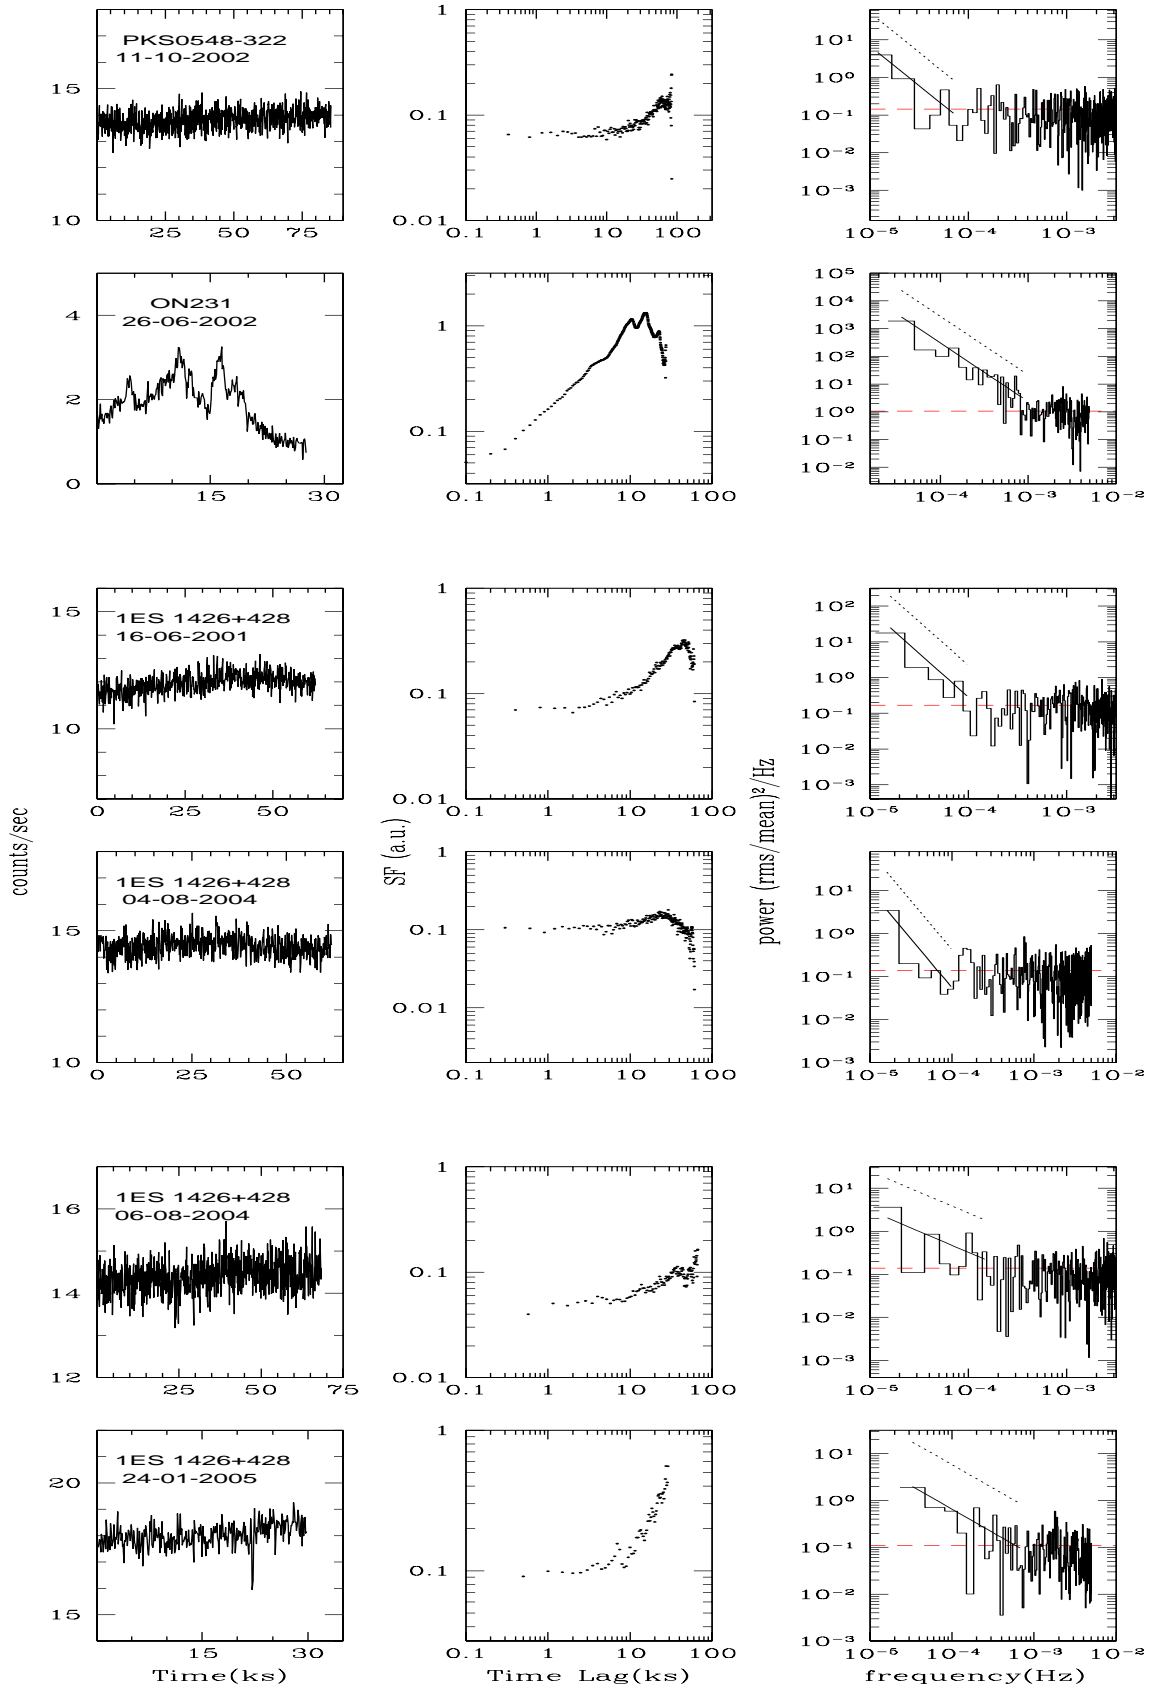 PKS0548-322
11-10-2002
15
10
25 50 75
1
0.1
0.01
0.1 1 10 100
10¹
10⁰
10⁻¹
10⁻²
10⁻³
10⁻⁵ 10⁻⁴ 10⁻³
ON231
26-06-2002
4
2
0
15 30
1
0.1
0.1 1 10 100
10⁵
10⁴
10³
10²
10¹
10⁰
10⁻¹
10⁻²
10⁻⁴ 10⁻³ 10⁻²
1ES 1426+428
16-06-2001
15
10
0 25 50
1
0.1
0.01
0.1 1 10 100
10²
10¹
10⁰
10⁻¹
10⁻²
10⁻³
10⁻⁵ 10⁻⁴ 10⁻³
counts/sec
SF (a.u.)
power (rms/mean)²/Hz
1ES 1426+428
04-08-2004
15
10
0 25 50
1
0.1
0.01
0.1 1 10 100
10¹
10⁰
10⁻¹
10⁻²
10⁻³
10⁻⁵ 10⁻⁴ 10⁻³ 10⁻²
1ES 1426+428
06-08-2004
16
14
12
25 50 75
1
0.1
0.01
0.1 1 10 100
10¹
10⁰
10⁻¹
10⁻²
10⁻³
10⁻⁵ 10⁻⁴ 10⁻³
1ES 1426+428
24-01-2005
20
15
15 30
Time(ks)
1
0.1
0.1 1 10 100
Time Lag(ks)
10¹
10⁰
10⁻¹
10⁻²
10⁻³
10⁻⁵ 10⁻⁴ 10⁻³ 10⁻²
frequency(Hz)